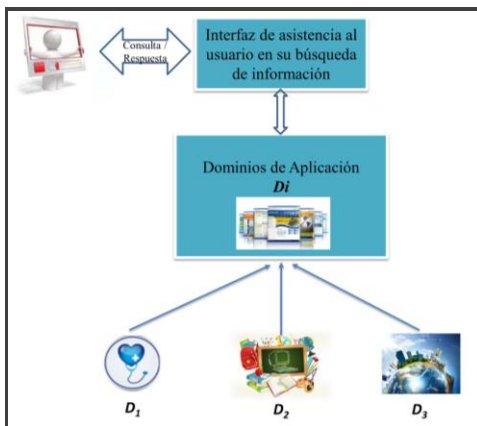 Consulta /
Respuesta
Interfaz de asistencia al
usuario en su búsqueda
de información
Dominios de Aplicación
Di
D1
D2
D3